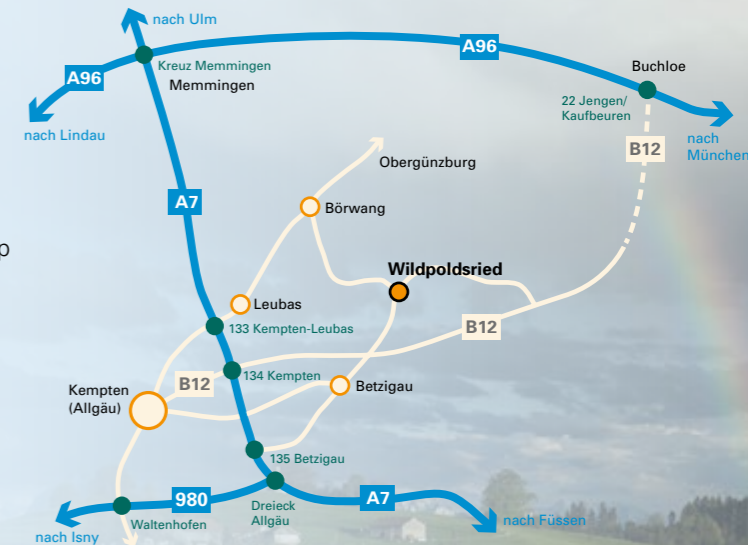 nach Ulm
A96
A96
Kreuz Memmingen
Memmingen
Buchloe
22 Jengen/
Kaufbeuren
nach Lindau
nach
München
B12
Obergünzburg
A7
Börwang
p
Wildpoldsried
Leubas
133 Kempten-Leubas
B12
134 Kempten
B12
Kempten
(Allgäu)
Betzigau
135 Betzigau
980
A7
Dreieck
Allgäu
Waltenhofen
nach Isny
nach Füssen